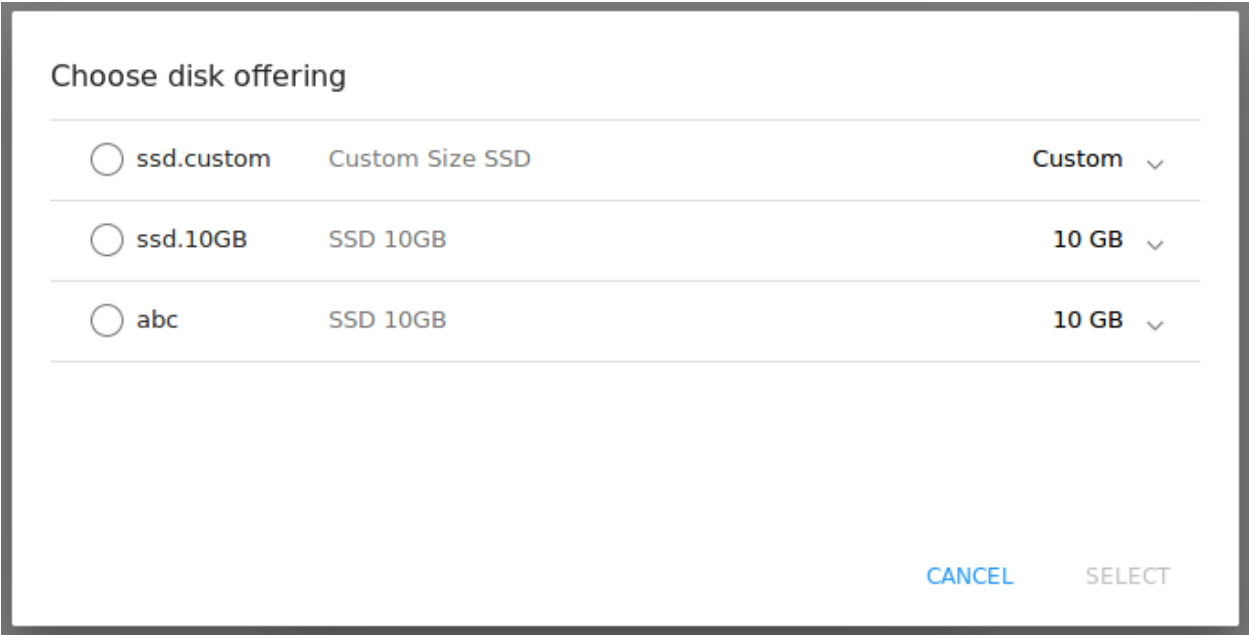 Choose disk offering
ssd.custom Custom Size SSD Custom
ssd.10GB SSD 10GB 10 GB
abc SSD 10GB 10 GB
CANCEL SELECT